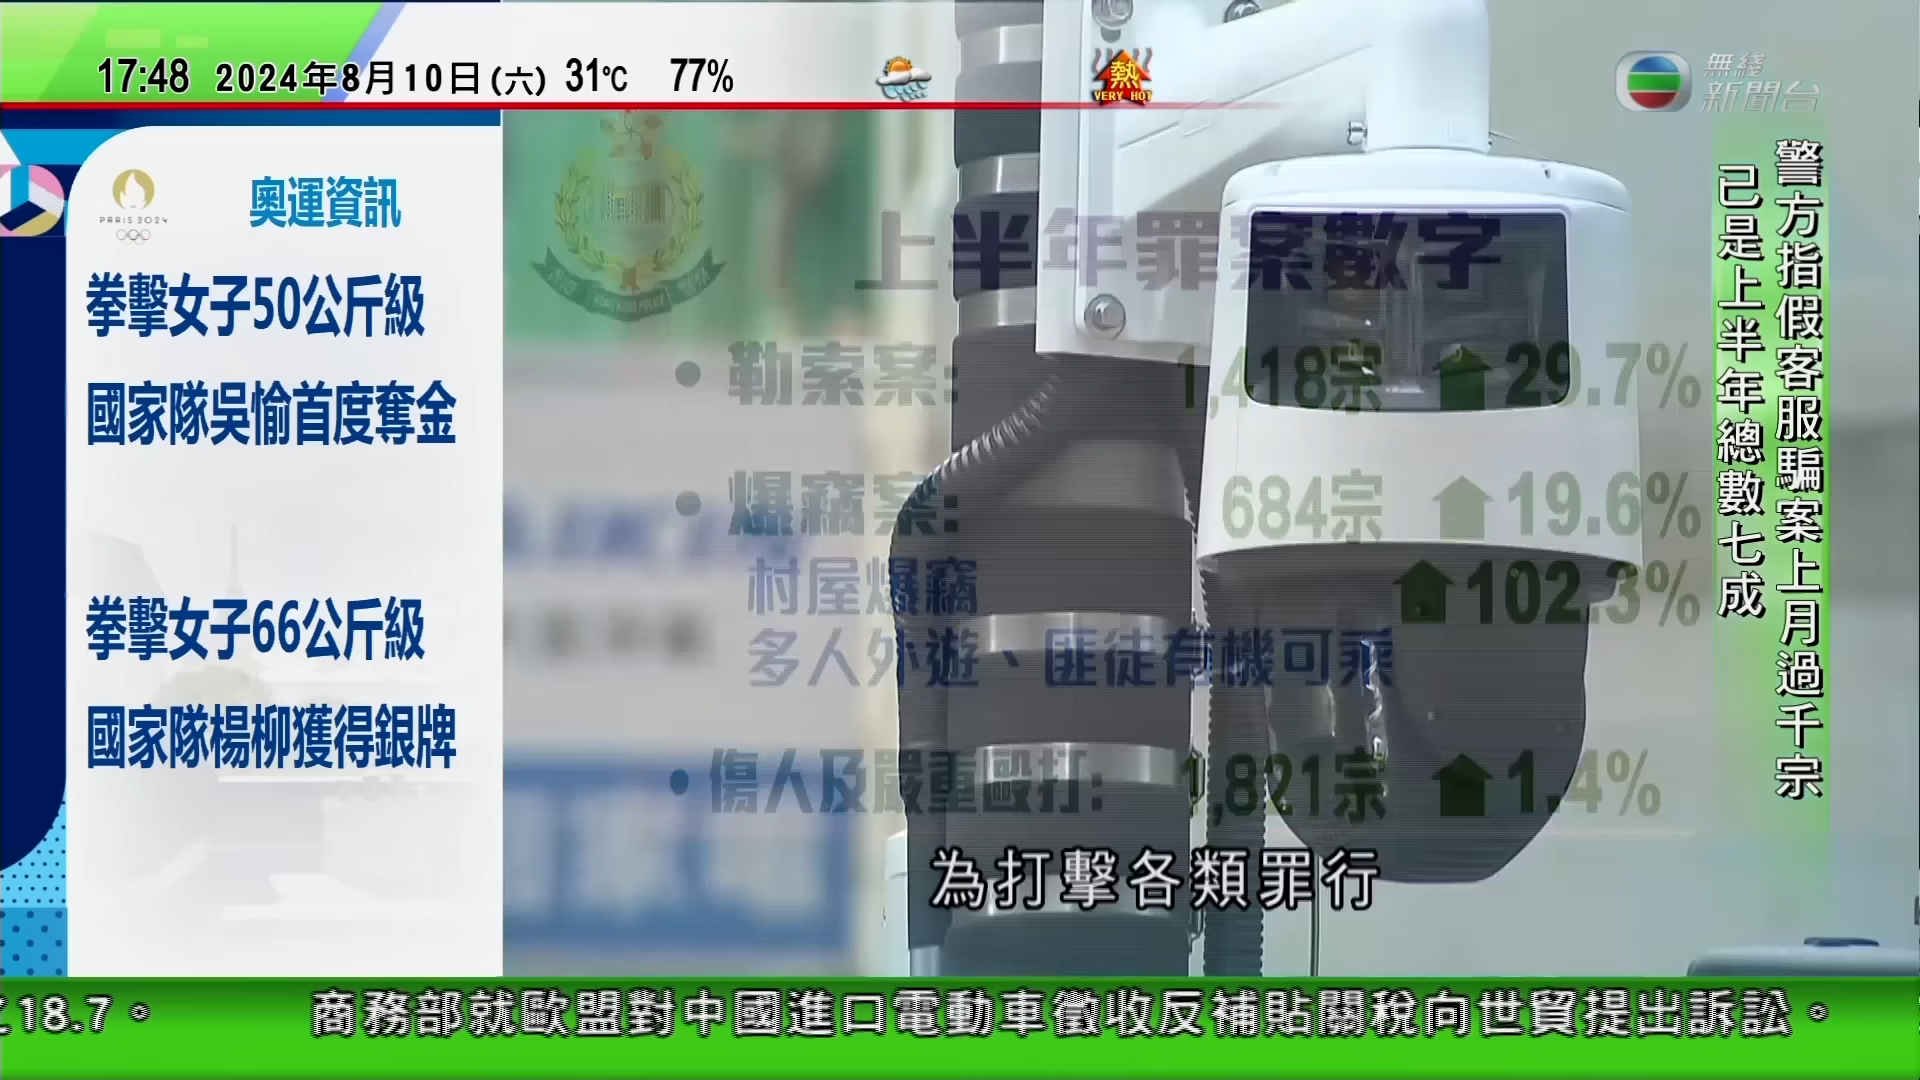 17:48 2024年8月10日(六) 31℃ 77%
熱
VERY HOT
無綫
新聞台
PARIS 2024
奧運資訊
拳擊女子50公斤級
國家隊吳愉首度奪金
拳擊女子66公斤級
國家隊楊柳獲得銀牌
HONG KONG POLICE
上半年罪案數字
• 勒索案: 1,418宗 29.7%
• 爆竊案: 684宗 19.6%
村屋爆竊 102.3%
多人外遊、匪徒有機可乘
• 傷人及嚴重毆打: 1,821宗 1.4%
警方指假客服騙案上月過千宗
已是上半年總數七成
為打擊各類罪行
18.7。 商務部就歐盟對中國進口電動車徵收反補貼關稅向世貿提出訴訟。